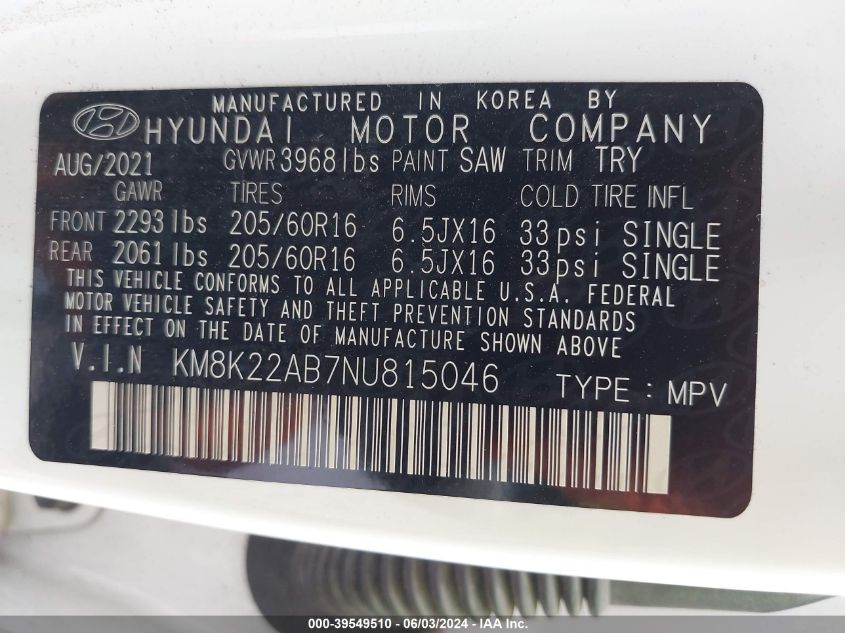 MANUFACTURED IN KOREA BY
HYUNDAI MOTOR COMPANY
AUG/2021 GVWR 3968 lbs PAINT SAW TRIM TRY
GAWR TIRES RIMS COLD TIRE INFL
FRONT 2293 lbs 205/60R16 6.5JX16 33psi SINGLE
REAR 2061 lbs 205/60R16 6.5JX16 33psi SINGLE
THIS VEHICLE CONFORMS TO ALL APPLICABLE U.S.A. FEDERAL
MOTOR VEHICLE SAFETY AND THEFT PREVENTION STANDARDS
IN EFFECT ON THE DATE OF MANUFACTURE SHOWN ABOVE.
V.I.N KM8K22AB7NU815046 TYPE : MPV
000-39549510 - 06/03/2024 - © IAA Inc.